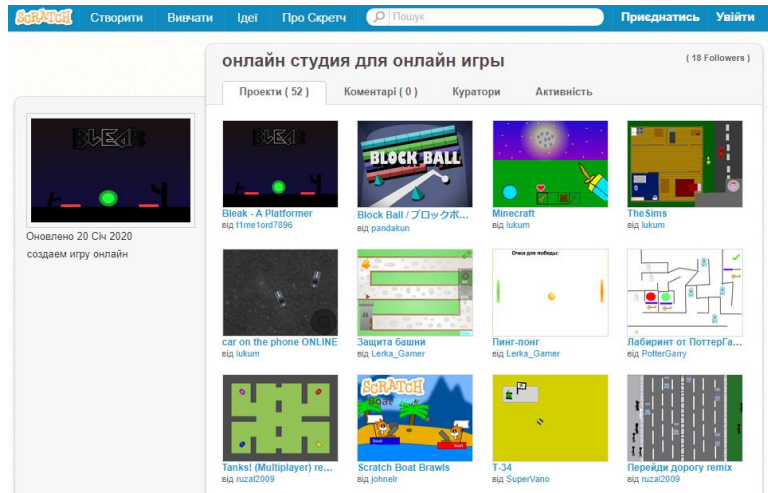 SCRATCH Створити Вивчати Ідеї Про Скретч Пошук Приєднатись Увійти
онлайн студия для онлайн игры
( 18 Followers )
Проекти ( 52 ) Коментарі ( 0 ) Куратори Активність
BLEAK
Оновлено 20 Січ 2020
создаем игру онлайн
BLEAK
BLOCK BALL
Bleak - A Platformer
від t1me1ord7896
Block Ball / ブロックボ...
від pandakun
Minecraft
від lukum
TheSims
від lukum
Очки для победы:
car on the phone ONLINE
від lukum
Защита башни
від Lerka_Gamer
Пинг-понг
від Lerka_Gamer
Лабиринт от ПоттерГа...
від PotterGarry
SCRATCH
Boat
Tanks! (Multiplayer) re...
від ruzal2009
Scratch Boat Brawls
від johnelr
T-34
від SuperVano
Перейди дорогу remix
від ruzal2009